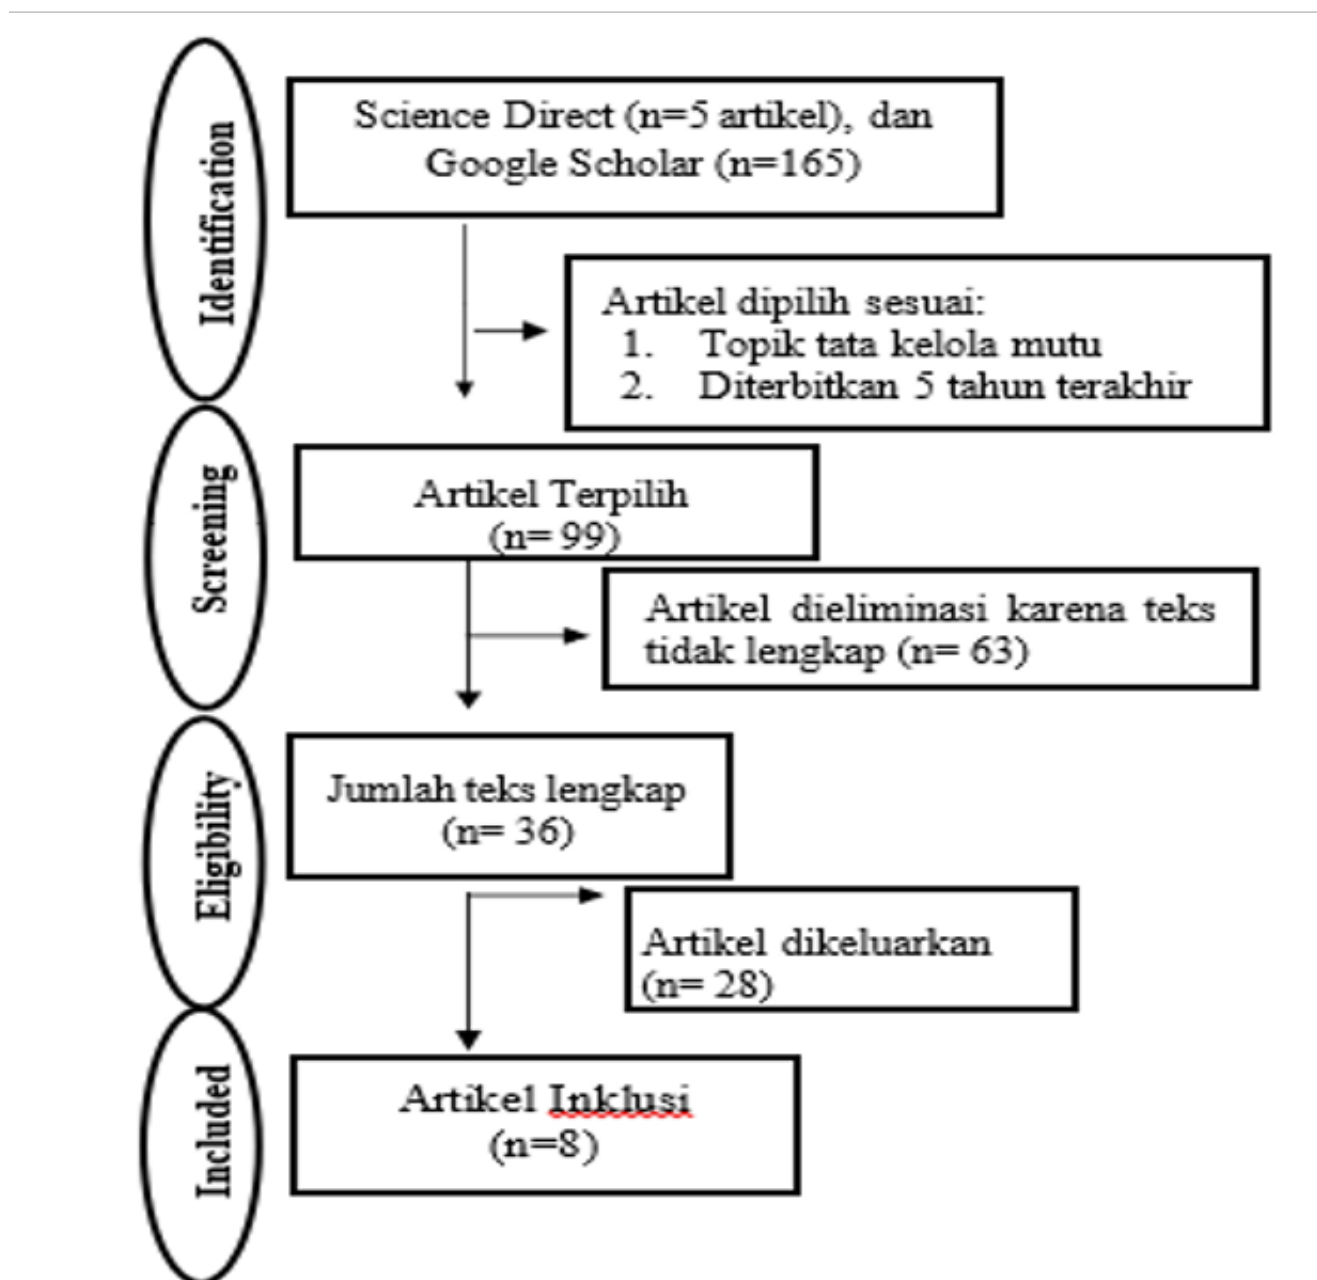 Identification
Science Direct (n=5 artikel), dan
Google Scholar (n=165)
Artikel dipilih sesuai:
1. Topik tata kelola mutu
2. Diterbitkan 5 tahun terakhir
Screening
Artikel Terpilih
(n= 99)
Artikel dieliminasi karena teks
tidak lengkap (n= 63)
Eligibility
Jumlah teks lengkap
(n= 36)
Artikel dikeluarkan
(n= 28)
Included
Artikel Inklusi
(n=8)